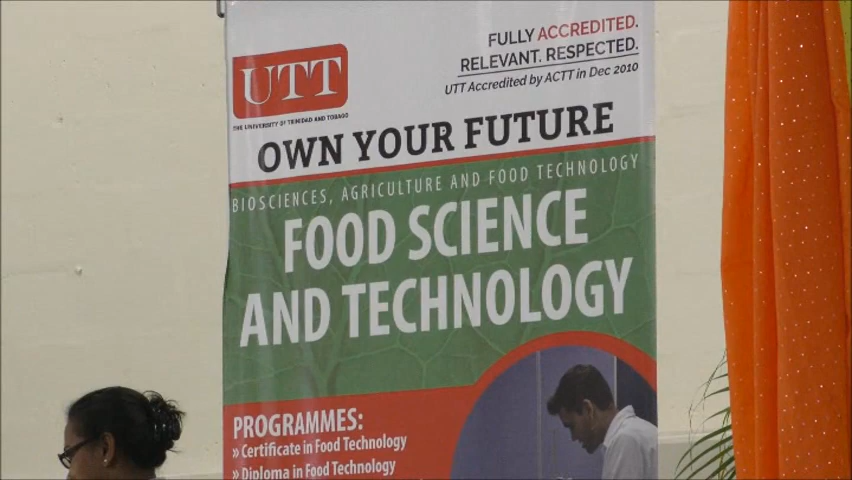 FULLY ACCREDITED.
RELEVANT. RESPECTED.
UTT Accredited by ACTT in Dec 2010
UTT
THE UNIVERSITY OF TRINIDAD AND TOBAGO
OWN YOUR FUTURE
BIOSCIENCES, AGRICULTURE AND FOOD TECHNOLOGY
FOOD SCIENCE
AND TECHNOLOGY
PROGRAMMES:
» Certificate in Food Technology
» Diploma in Food Technology